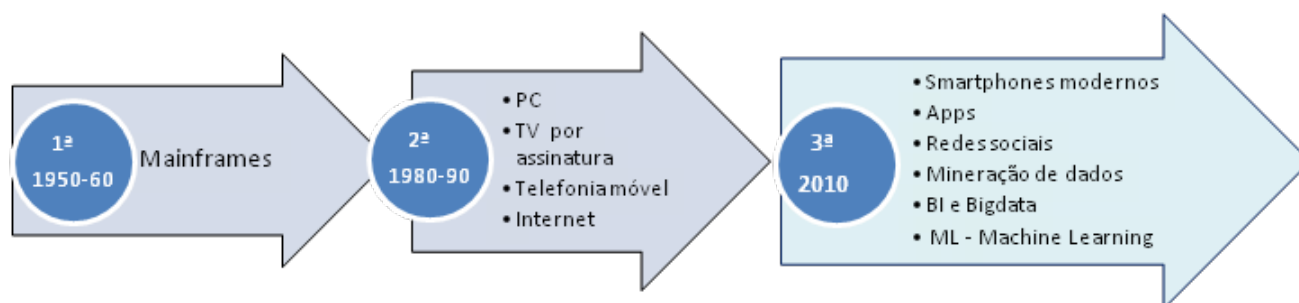 1ª
1950-60
Mainframes
2ª
1980-90
• PC
• TV por
assinatura
• Telefonia móvel
• Internet
3ª
2010
• Smartphones modernos
• Apps
• Redes sociais
• Mineração de dados
• BI e Bigdata
• ML - Machine Learning